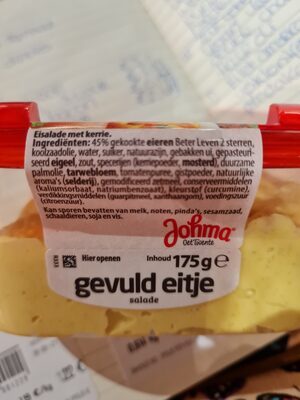 Eisalade met kerrie.
Ingrediënten: 45% gekookte eieren Beter Leven 2 sterren,
koolzaadolie, water, suiker, natuurazijn, gebakken ui, gepasteuri-
seerd eigeel, zout, specerijen (kerriepoeder, mosterd), duurzame
palmolie, tarwebloem, tomatenpuree, gistpoeder, natuurlijke
aroma's (selderij), gemodificeerd zetmeel, conserveermiddelen
(kaliumsorbaat, natriumbenzoaat), kleurstof (curcumine),
verdikkingsmiddelen (guarpitmeel, xanthaangom), voedingszuur
(citroenzuur).
Kan sporen bevatten van melk, noten, pinda's, sesamzaad,
schaaldieren, soja en vis.
Johma
Oet Twente
Hier openen
Inhoud 175g e
gevuld eitje
salade